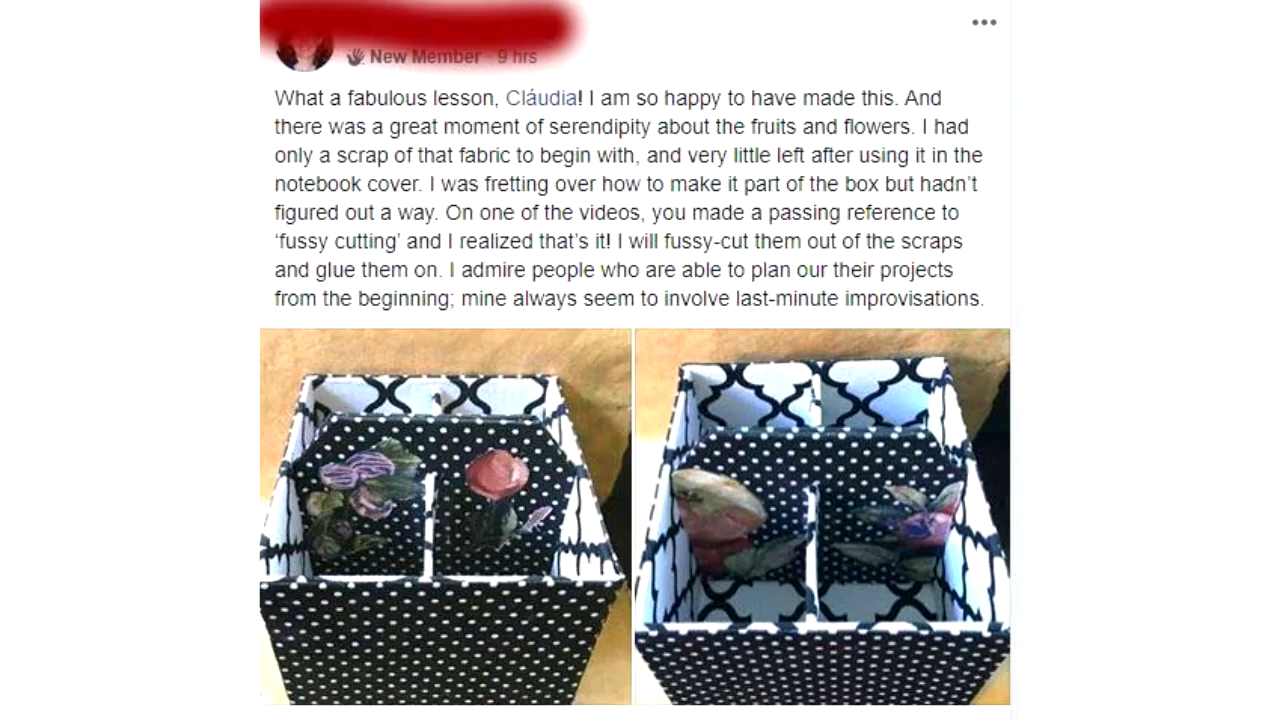 New Member 9 hrs
What a fabulous lesson, Cláudia! I am so happy to have made this. And
there was a great moment of serendipity about the fruits and flowers. I had
only a scrap of that fabric to begin with, and very little left after using it in the
notebook cover. I was fretting over how to make it part of the box but hadn’t
figured out a way. On one of the videos, you made a passing reference to
‘fussy cutting’ and I realized that’s it! I will fussy-cut them out of the scraps
and glue them on. I admire people who are able to plan our their projects
from the beginning; mine always seem to involve last-minute improvisations.